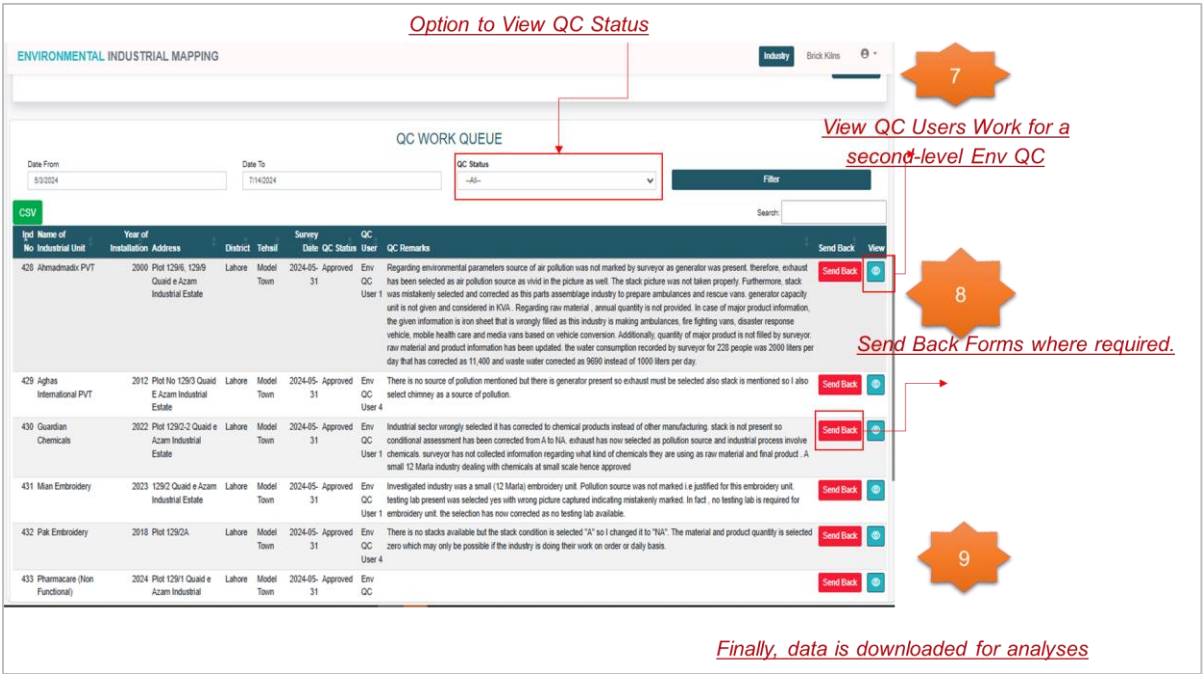 Option to View QC Status
ENVIRONMENTAL INDUSTRIAL MAPPING
Industry
Brick Kilns
7
View QC Users Work for a
second-level Env QC
QC WORK QUEUE
Date From
Date To
QC Status
5/3/2024
7/14/2024
--All--
Filter
CSV
Search:
Ind No
Name of Industrial Unit
Year of Installation
Address
District
Tehsil
Survey Date
QC Status
QC User
QC Remarks
Send Back
View
428 Ahmadmadix PVT 2000 Plot 129/6, 129/9 Lahore Model 2024-05- Approved Env Regarding environmental parameters source of air pollution was not marked by surveyor as generator was present. therefore, exhaust Send Back
Quaid e Azam Town 31 QC has been selected as air pollution source as vivid in the picture as well. The stack picture was not taken properly. Furthermore, stack
Industrial Estate User 1 was mistakenly selected and corrected as this parts assemblage industry to prepare ambulances and rescue vans. generator capacity
unit is not given and considered in KVA . Regarding raw material , annual quantity is not provided. In case of major product information,
the given information is iron sheet that is wrongly filled as this industry is making ambulances, fire fighting vans, disaster response
vehicle, mobile health care and media vans based on vehicle conversion. Additionally, quantity of major product is not filled by surveyor.
raw material and product information has been updated. the water consumption recorded by surveyor for 228 people was 2000 liters per
day that has corrected as 11,400 and waste water corrected as 9690 instead of 1000 liters per day.
8
Send Back Forms where required.
429 Aghas 2012 Plot No 129/3 Quaid Lahore Model 2024-05- Approved Env There is no source of pollution mentioned but there is generator present so exhaust must be selected also stack is mentioned so I also Send Back
International PVT E Azam Industrial Town 31 QC select chimney as a source of pollution.
Estate User 4
430 Guardian 2022 Plot 129/2-2 Quaid e Lahore Model 2024-05- Approved Env Industrial sector wrongly selected it has corrected to chemical products instead of other manufacturing. stack is not present so Send Back
Chemicals Azam Industrial Town 31 QC conditional assessment has been corrected from A to NA. exhaust has now selected as pollution source and industrial process involve
Estate User 1 chemicals. surveyor has not collected information regarding what kind of chemicals they are using as raw material and final product . A
small 12 Marla industry dealing with chemicals at small scale hence approved
431 Mian Embroidery 2023 129/2 Quaid e Azam Lahore Model 2024-05- Approved Env Investigated industry was a small (12 Marla) embroidery unit. Pollution source was not marked i.e justified for this embroidery unit. Send Back
Industrial Estate Town 31 QC testing lab present was selected yes with wrong picture captured indicating mistakenly marked. In fact , no testing lab is required for
User 1 embroidery unit. the selection has now corrected as no testing lab available.
432 Pak Embroidery 2018 Plot 129/2A Lahore Model 2024-05- Approved Env There is no stacks available but the stack condition is selected "A" so I changed it to "NA". The material and product quantity is selected Send Back
Town 31 QC zero which may only be possible if the industry is doing their work on order or daily basis.
User 4
433 Pharmacare (Non 2024 Plot 129/1 Quaid e Lahore Model 2024-05- Approved Env Send Back
Functional) Azam Industrial Town 31 QC
9
Finally, data is downloaded for analyses